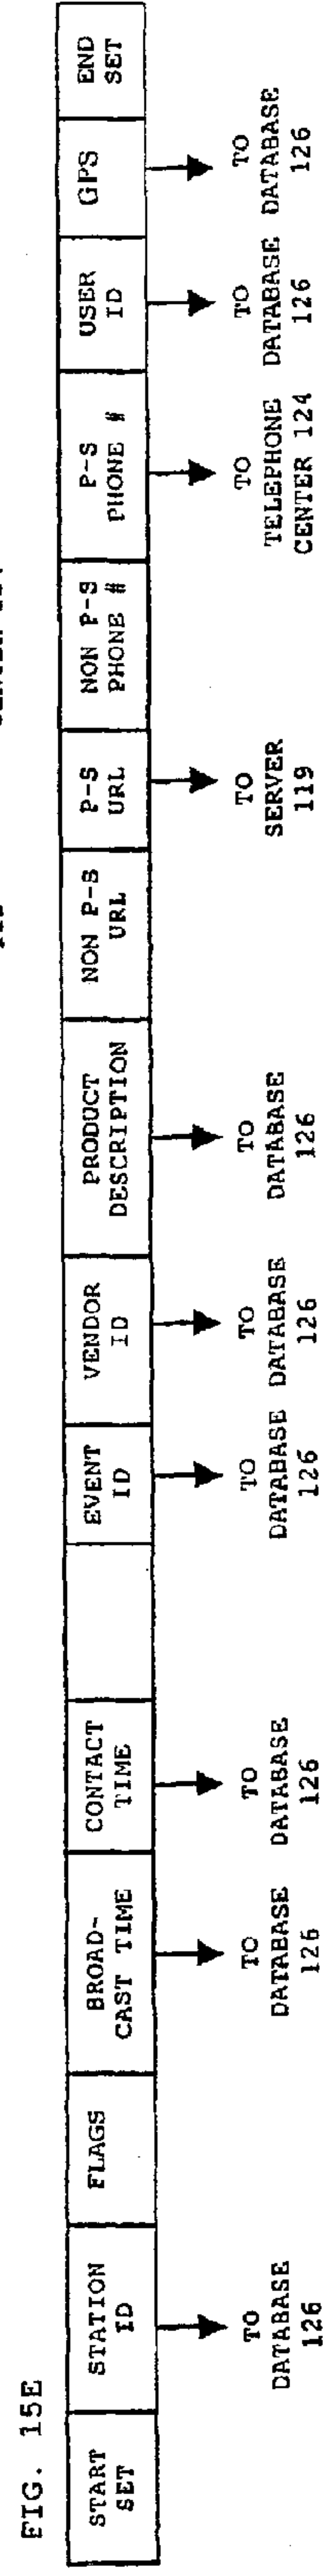 FIG. 15E
START
SET
STATION
ID
FLAGS
BROAD-
CAST TIME
CONTACT
TIME
EVENT
ID
VENDOR
ID
PRODUCT
DESCRIPTION
NON P-S
URL
P-S
URL
NON P-S
PHONE #
P-S
PHONE #
USER
ID
GPS
END
SET
TO
DATABASE
126
TO
DATABASE
126
TO
DATABASE
126
TO
DATABASE
126
TO
DATABASE
126
TO
DATABASE
126
TO
SERVER
119
TO
TELEPHONE
CENTER 124
TO
DATABASE
126
TO
DATABASE
126